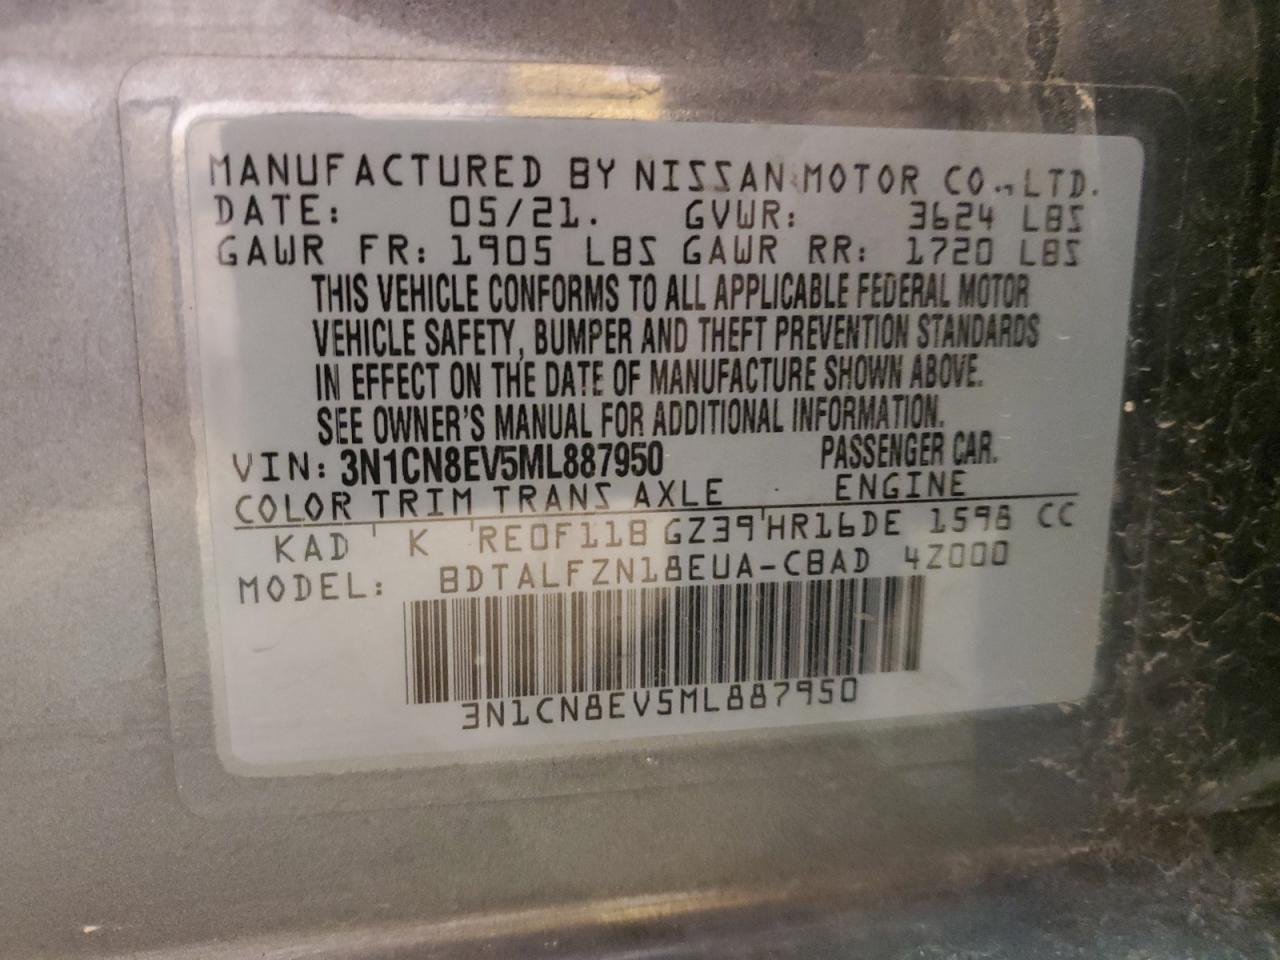 MANUFACTURED BY NISSAN MOTOR CO., LTD.
DATE: 05/21. GVWR: 3624 LBS
GAWR FR: 1905 LBS GAWR RR: 1720 LBS
THIS VEHICLE CONFORMS TO ALL APPLICABLE FEDERAL MOTOR
VEHICLE SAFETY, BUMPER AND THEFT PREVENTION STANDARDS
IN EFFECT ON THE DATE OF MANUFACTURE SHOWN ABOVE.
SEE OWNER'S MANUAL FOR ADDITIONAL INFORMATION.
VIN: 3N1CN8EV5ML887950 PASSENGER CAR.
COLOR TRIM TRANS AXLE ENGINE
KAD K RE0F11B GZ39 HR16DE 1598 CC
MODEL: BDTALFZN18EUA-CBAD 4Z000
3N1CN8EV5ML887950